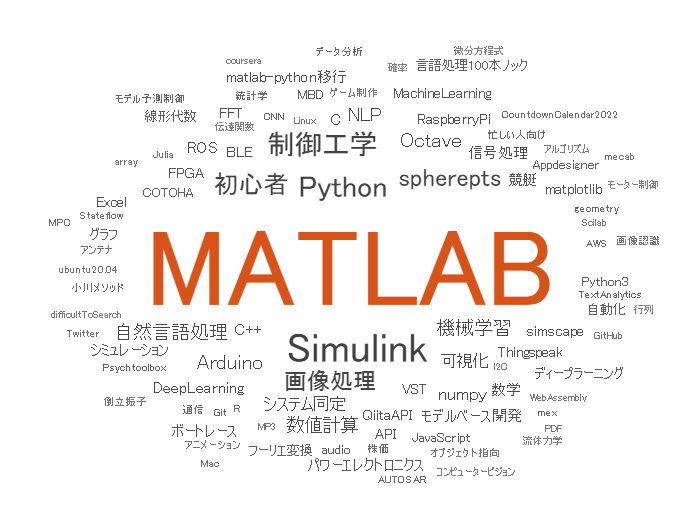 データ分析
微分方程式
coursera
確率
言語処理100本ノック
matlab-python移行
モデル予測制御
統計学
MBD
ゲーム制作
MachineLearning
線形代数
FFT
CNN
Linux
C
NLP
RaspberryPi
CountdownCalendar2022
伝達関数
制御工学
Octave
忙しい人向け
array
Julia
ROS
BLE
信号処理
アルゴリズム
mecab
FPGA
Appdesigner
COTOHA
初心者
Python
spherepts
競艇
matplotlib
モーター制御
Excel
Stateflow
geometry
MPC
グラフ
Scilab
アンテナ
AWS
画像認識
MATLAB
ubuntu20.04
小川メソッド
Python3
TextAnalytics
difficultToSearch
自動化
行列
Twitter
自然言語処理
C++
機械学習
simscape
GitHub
シミュレーション
Simulink
可視化
Thingspeak
Psychtoolbox
Arduino
I2C
ディープラーニング
画像処理
DeepLearning
VST
numpy
数学
WebAssembly
倒立振子
通信
Git
R
システム同定
QiitaAPI
モデルベース開発
mex
ボートレース
MP3
数値計算
API
JavaScript
PDF
流体力学
アニメーション
フーリエ変換
audio
株価
オブジェクト指向
Mac
パワーエレクトロニクス
コンピュータービジョン
AUTOSAR